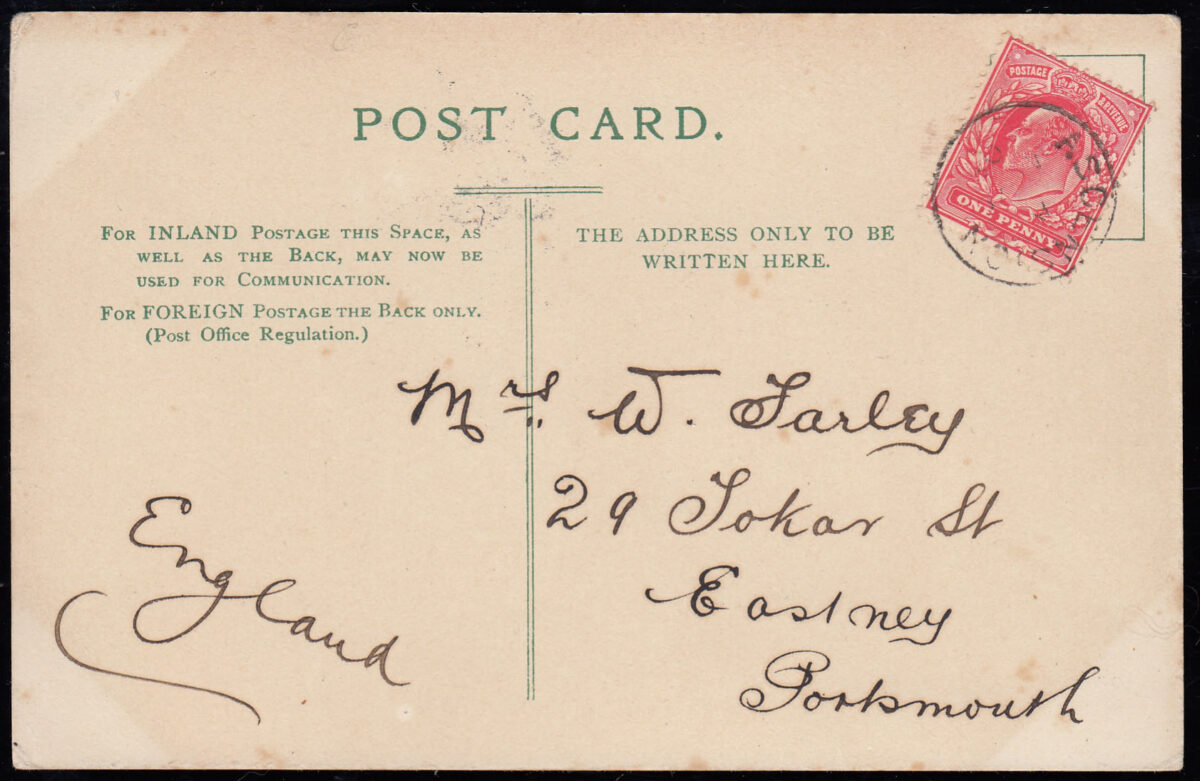 POST CARD.
FOR INLAND POSTAGE THIS SPACE, AS
WELL AS THE BACK, MAY NOW BE
USED FOR COMMUNICATION.
FOR FOREIGN POSTAGE THE BACK ONLY.
(Post Office Regulation.)
THE ADDRESS ONLY TO BE
WRITTEN HERE.
POSTAGE & REVENUE
ONE PENNY
ASCENSION
Mrs. W. Farley
29 Tokar St
Eastney
Portsmouth
England